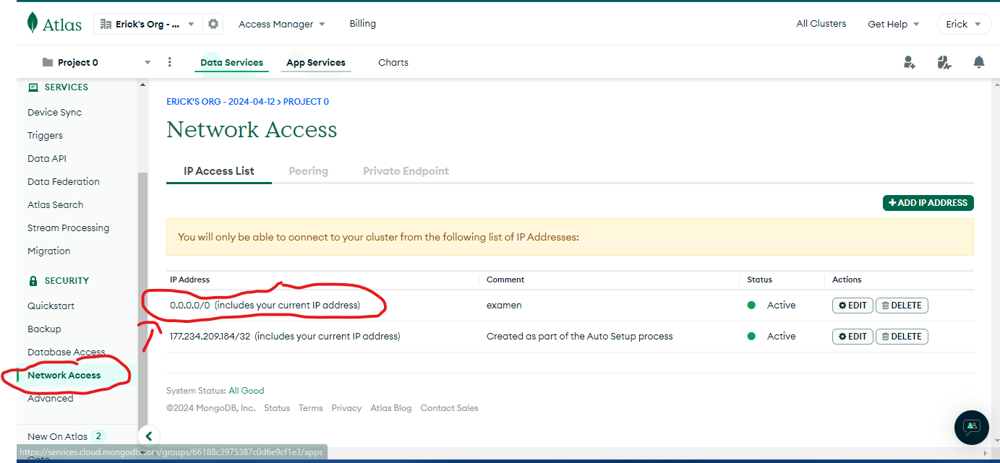 Atlas Erick's Org - ... Access Manager Billing All Clusters Get Help Erick
Project 0 Data Services App Services Charts
SERVICES
Device Sync
Triggers
Data API
Data Federation
Atlas Search
Stream Processing
Migration
SECURITY
Quickstart
Backup
Database Access
Network Access
Advanced
New On Atlas 2
Goto
ERICK'S ORG - 2024-04-12 > PROJECT 0
Network Access
IP Access List Peering Private Endpoint
+ ADD IP ADDRESS
You will only be able to connect to your cluster from the following list of IP Addresses:
IP Address Comment Status Actions
0.0.0.0/0 (includes your current IP address) examen Active EDIT DELETE
177.234.209.184/32 (includes your current IP address) Created as part of the Auto Setup process Active EDIT DELETE
System Status: All Good
©2024 MongoDB, Inc. Status Terms Privacy Atlas Blog Contact Sales
https://services.cloud.mongodb.com/groups/66188c3975387c0d6e9cf1e3/apps